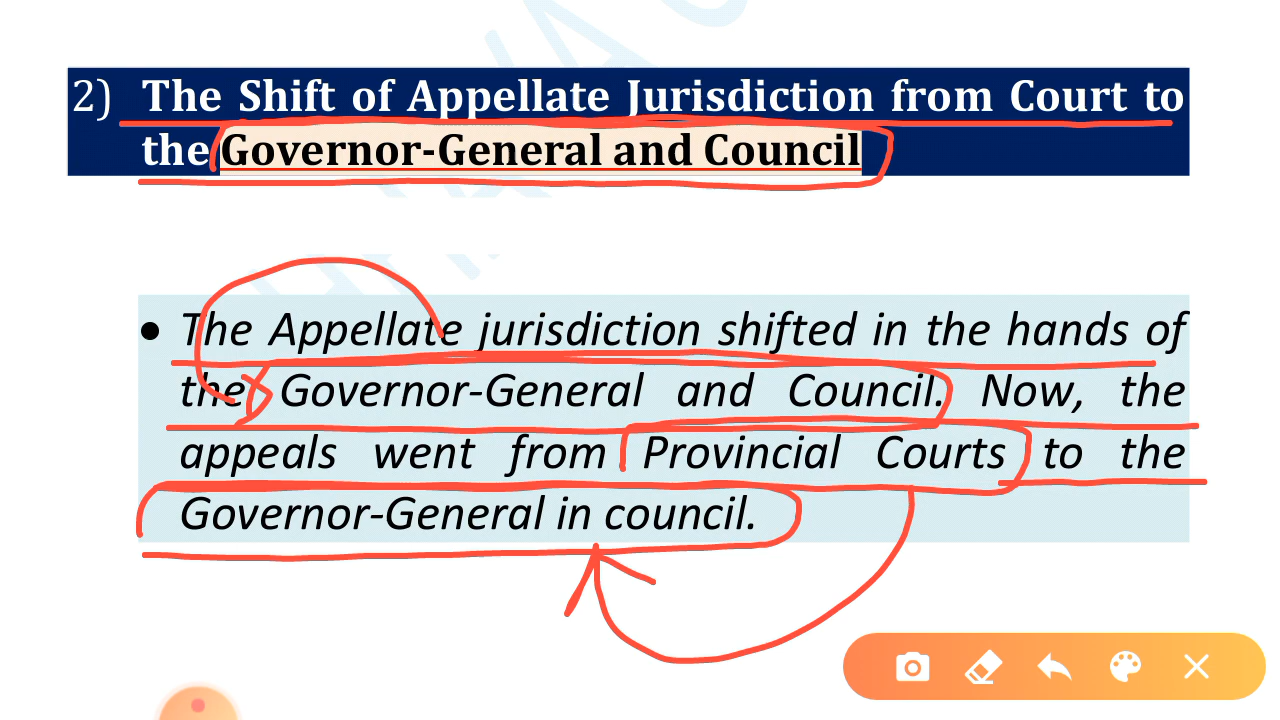 2) The Shift of Appellate Jurisdiction from Court to
the Governor-General and Council
• The Appellate jurisdiction shifted in the hands of
the Governor-General and Council. Now, the
appeals went from Provincial Courts to the
Governor-General in council.